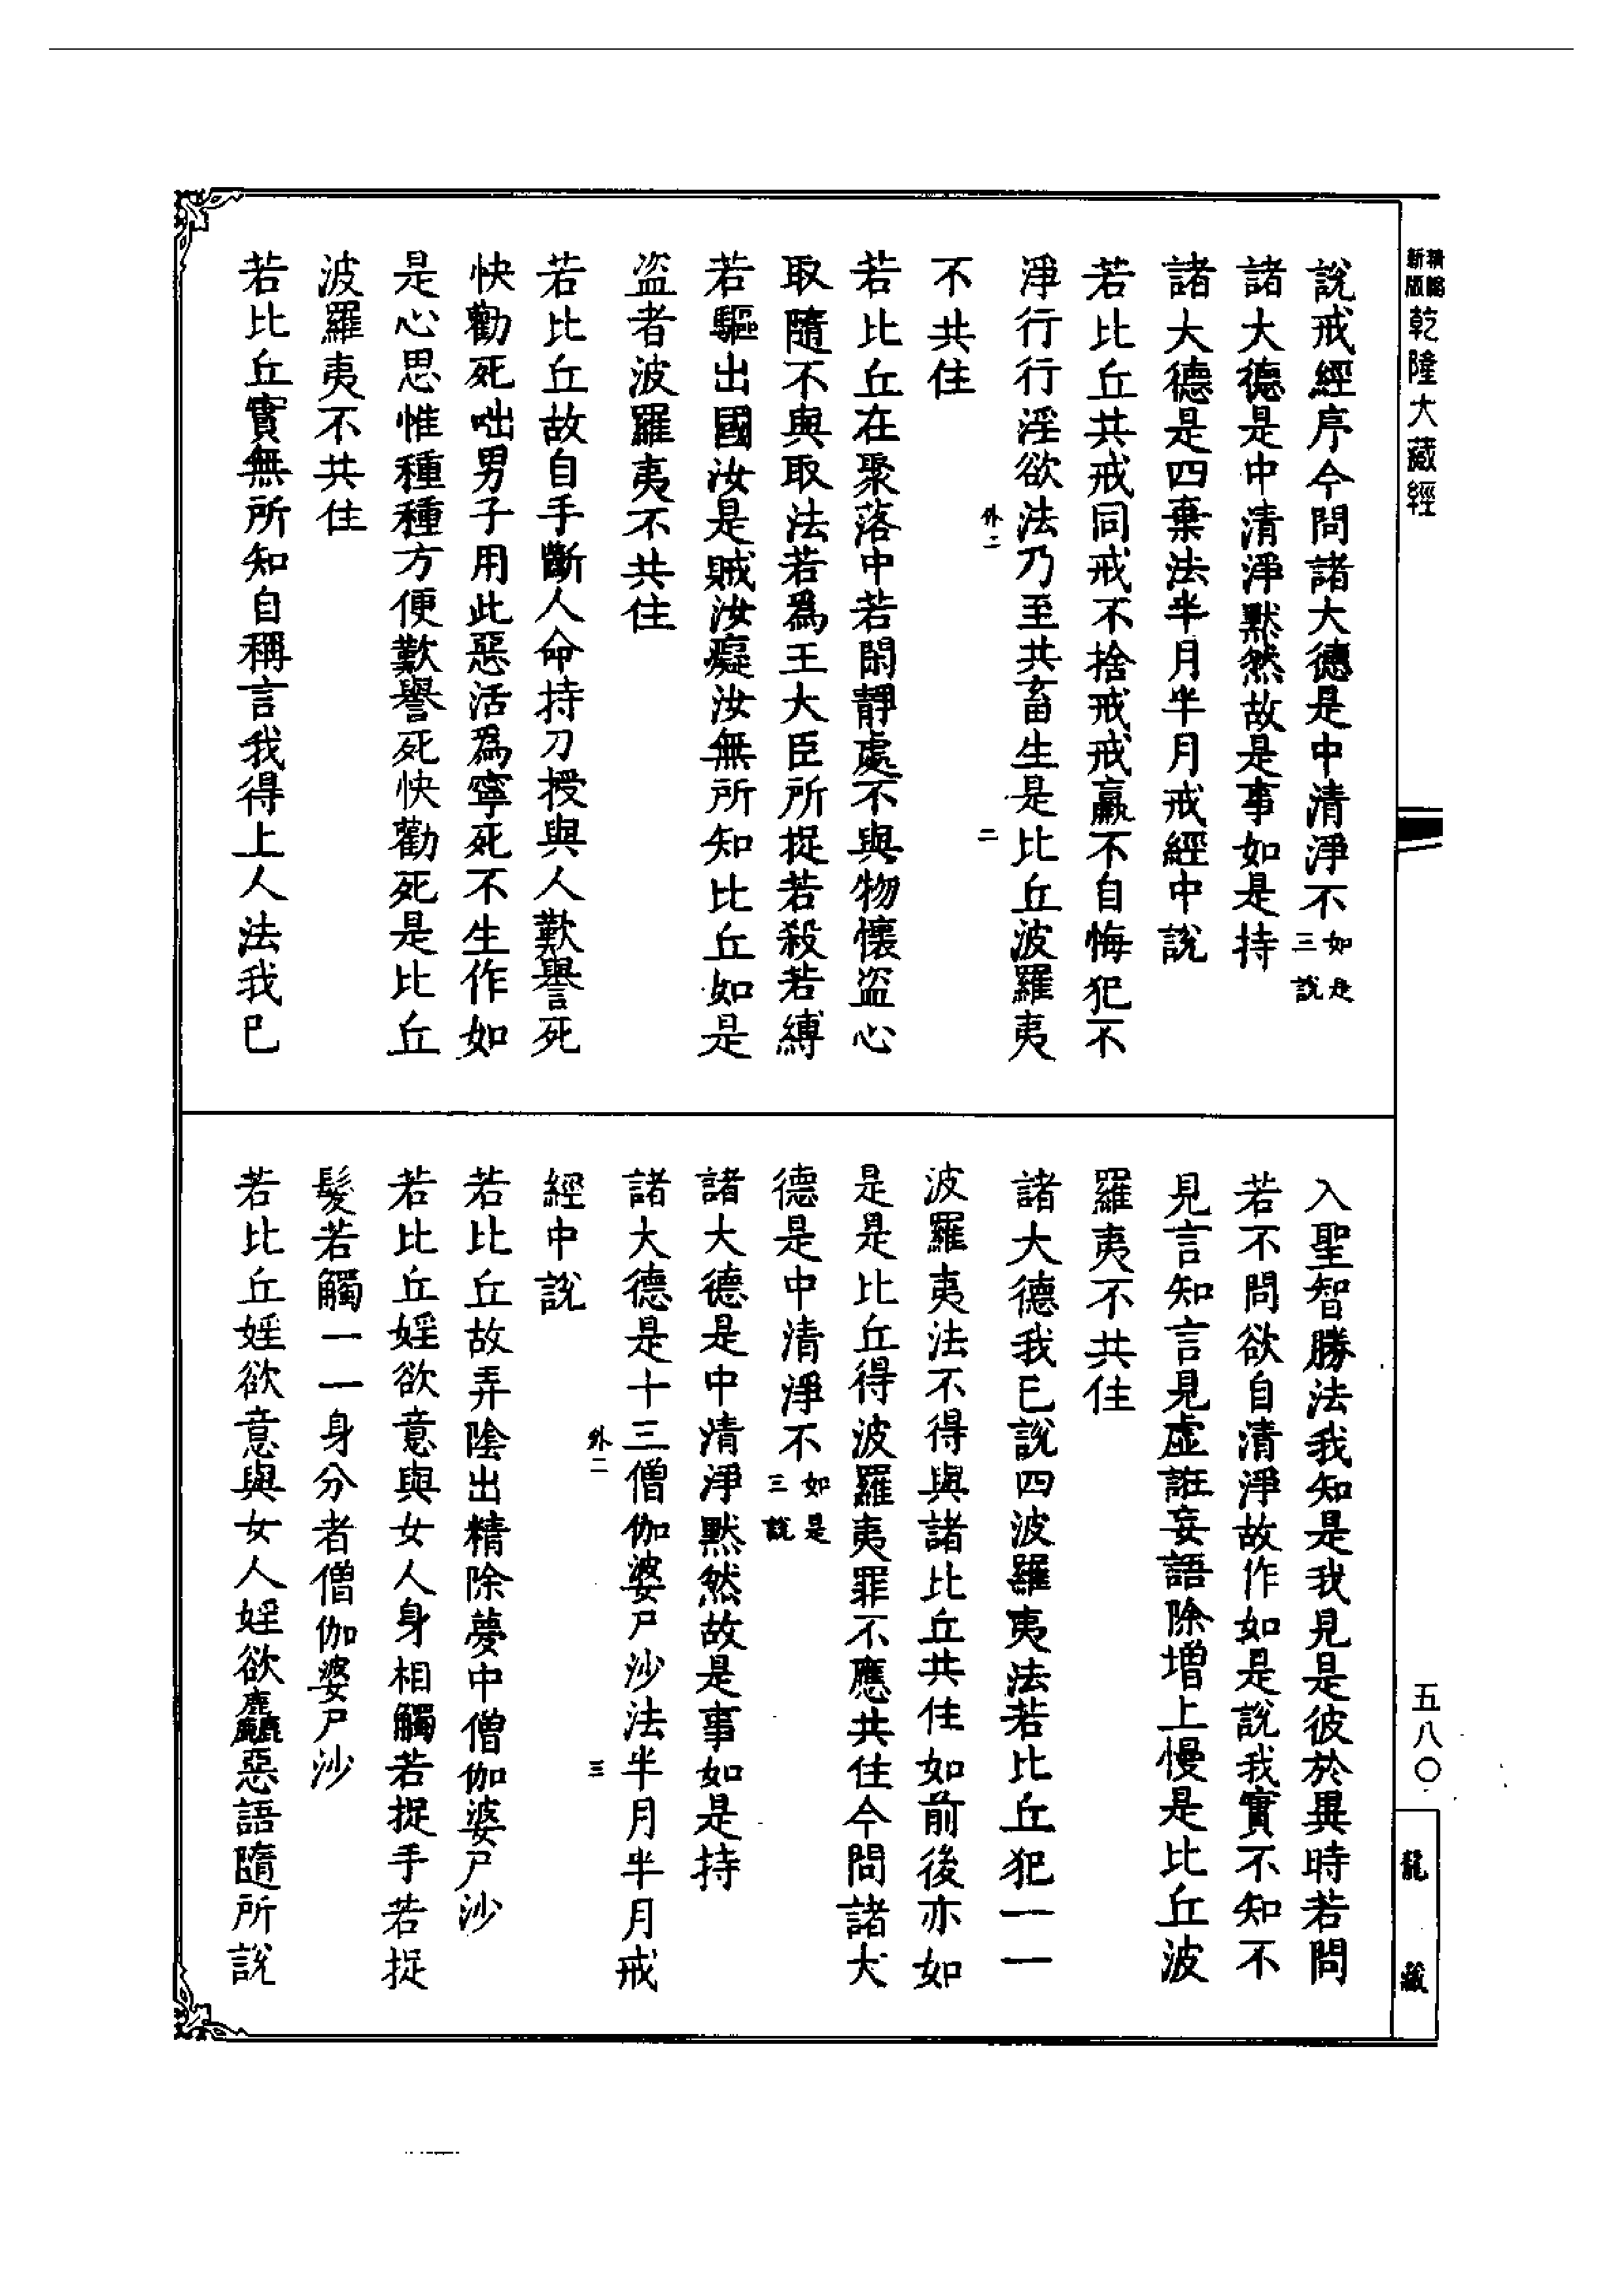 新版
精縮
乾隆大藏經
說戒經序今問諸大德是中清淨不如是三說
諸大德是中清淨默然故是事如是持
諸大德是四棄法半月半月戒經中說
若比丘共戒同戒不捨戒戒羸不自悔犯不
淨行行淫欲法乃至共畜生是比丘波羅夷
外二 二
不共住
若比丘在聚落中若閑靜處不與物懷盜心
取隨不與取法若為王大臣所捉若殺若縛
若驅出國汝是賊汝癡汝無所知比丘如是
盜者波羅夷不共住
若比丘故自手斷人命持刀授與人歎譽死
快勸死咄男子用此惡活為寧死不生作如
是心思惟種種方便歎譽死快勸死是比丘
波羅夷不共住
若比丘實無所知自稱言我得上人法我已
入聖智勝法我知是我見是彼於異時若問
若不問欲自清淨故作如是說我實不知不
見言知言見虛誑妄語除增上慢是比丘波
羅夷不共住
諸大德我已說四波羅夷法若比丘犯一一
波羅夷法不得與諸比丘共住如前後亦如
是是比丘得波羅夷罪不應共住今問諸大
德是中清淨不如是三說
諸大德是中清淨默然故是事如是持
諸大德是十三僧伽婆尸沙法半月半月戒
外二 三
經中說
若比丘故弄陰出精除夢中僧伽婆尸沙
若比丘婬欲意與女人身相觸若捉手若捉
髮若觸一一身分者僧伽婆尸沙
若比丘婬欲意與女人婬欲麤惡語隨所說
五八〇
龍藏